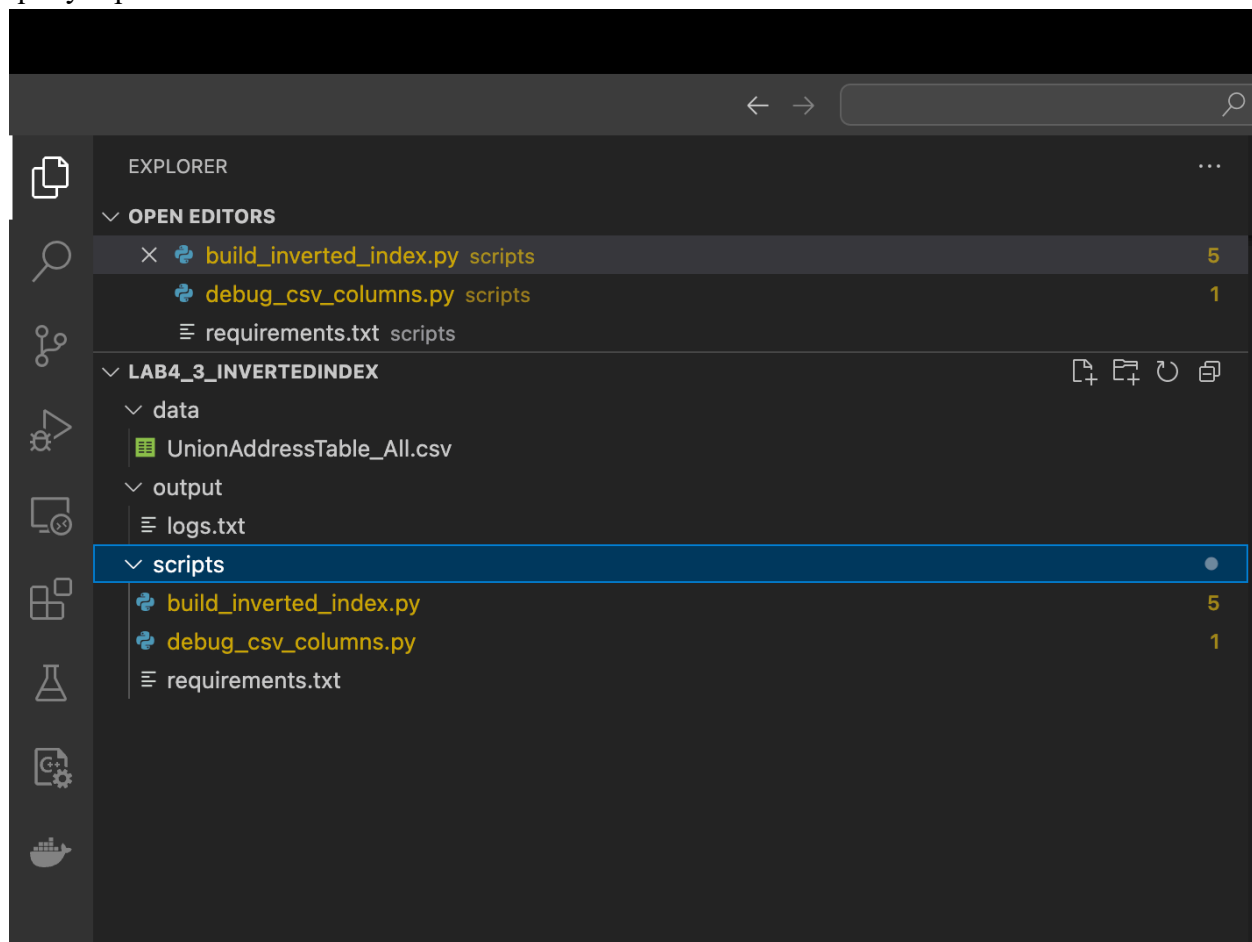 EXPLORER
OPEN EDITORS
build_inverted_index.py scripts 5
debug_csv_columns.py scripts 1
requirements.txt scripts
LAB4_3_INVERTEDINDEX
data
UnionAddressTable_All.csv
output
logs.txt
scripts
build_inverted_index.py 5
debug_csv_columns.py 1
requirements.txt